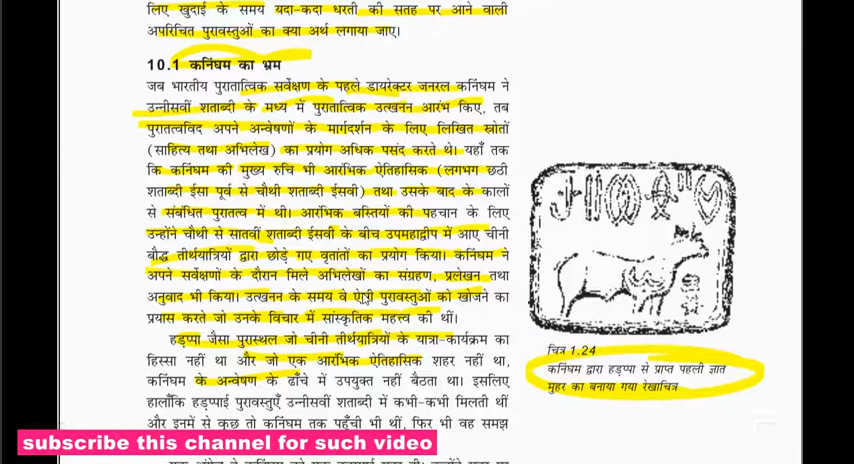 लिए खुदाई के समय यदा-कदा धरती की सतह पर आने वाली
अपरिचित पुरावस्तुओं का क्या अर्थ लगाया जाए।
10.1 कनिंघम का भ्रम
जब भारतीय पुरातात्विक सर्वेक्षण के पहले डायरेक्टर जनरल कनिंघम ने
उन्नीसवीं शताब्दी के मध्य में पुरातात्विक उत्खनन आरंभ किए, तब
पुरातत्वविद अपने अन्वेषणों के मार्गदर्शन के लिए लिखित स्रोतों
(साहित्य तथा अभिलेख) का प्रयोग अधिक पसंद करते थे। यहाँ तक
कि कनिंघम की मुख्य रुचि भी आरंभिक ऐतिहासिक (लगभग छठी
शताब्दी ईसा पूर्व से चौथी शताब्दी ईसवी) तथा उसके बाद के कालों
से संबंधित पुरातत्व में थी। आरंभिक बस्तियों की पहचान के लिए
उन्होंने चौथी से सातवीं शताब्दी ईसवी के बीच उपमहाद्वीप में आए चीनी
बौद्ध तीर्थयात्रियों द्वारा छोड़े गए वृतांतों का प्रयोग किया। कनिंघम ने
अपने सर्वेक्षणों के दौरान मिले अभिलेखों का संग्रहण, प्रलेखन तथा
अनुवाद भी किया। उत्खनन के समय वे ऐसी पुरावस्तुओं को खोजने का
प्रयास करते जो उनके विचार में सांस्कृतिक महत्त्व की थीं।
हड़प्पा जैसा पुरास्थल जो चीनी तीर्थयात्रियों के यात्रा-कार्यक्रम का
हिस्सा नहीं था और जो एक आरंभिक ऐतिहासिक शहर नहीं था,
कनिंघम के अन्वेषण के ढाँचे में उपयुक्त नहीं बैठता था। इसलिए
हालाँकि हड़प्पाई पुरावस्तुएँ उन्नीसवीं शताब्दी में कभी-कभी मिलती थीं
और इनमें से कुछ तो कनिंघम तक पहुँची भी थीं, फिर भी वह समझ
चित्र 1.24
कनिंघम द्वारा हड़प्पा से प्राप्त पहली ज्ञात
मुहर का बनाया गया रेखाचित्र
subscribe this channel for such video